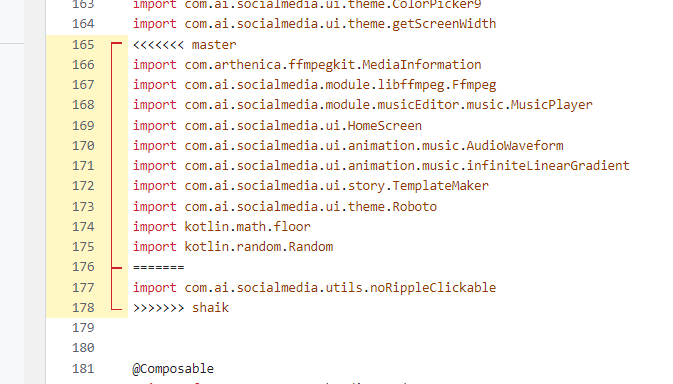 163 import com.ai.socialmedia.ui.theme.ColorPicker9
164 import com.ai.socialmedia.ui.theme.getScreenWidth
165 <<<<<<< master
166 import com.arthenica.ffmpegkit.MediaInformation
167 import com.ai.socialmedia.module.libffmpeg.Ffmpeg
168 import com.ai.socialmedia.module.musicEditor.music.MusicPlayer
169 import com.ai.socialmedia.ui.HomeScreen
170 import com.ai.socialmedia.ui.animation.music.AudioWaveform
171 import com.ai.socialmedia.ui.animation.music.infiniteLinearGradient
172 import com.ai.socialmedia.ui.story.TemplateMaker
173 import com.ai.socialmedia.ui.theme.Roboto
174 import kotlin.math.floor
175 import kotlin.random.Random
176 =======
177 import com.ai.socialmedia.utils.noRippleClickable
178 >>>>>>> shaik
179
180
181 @Composable